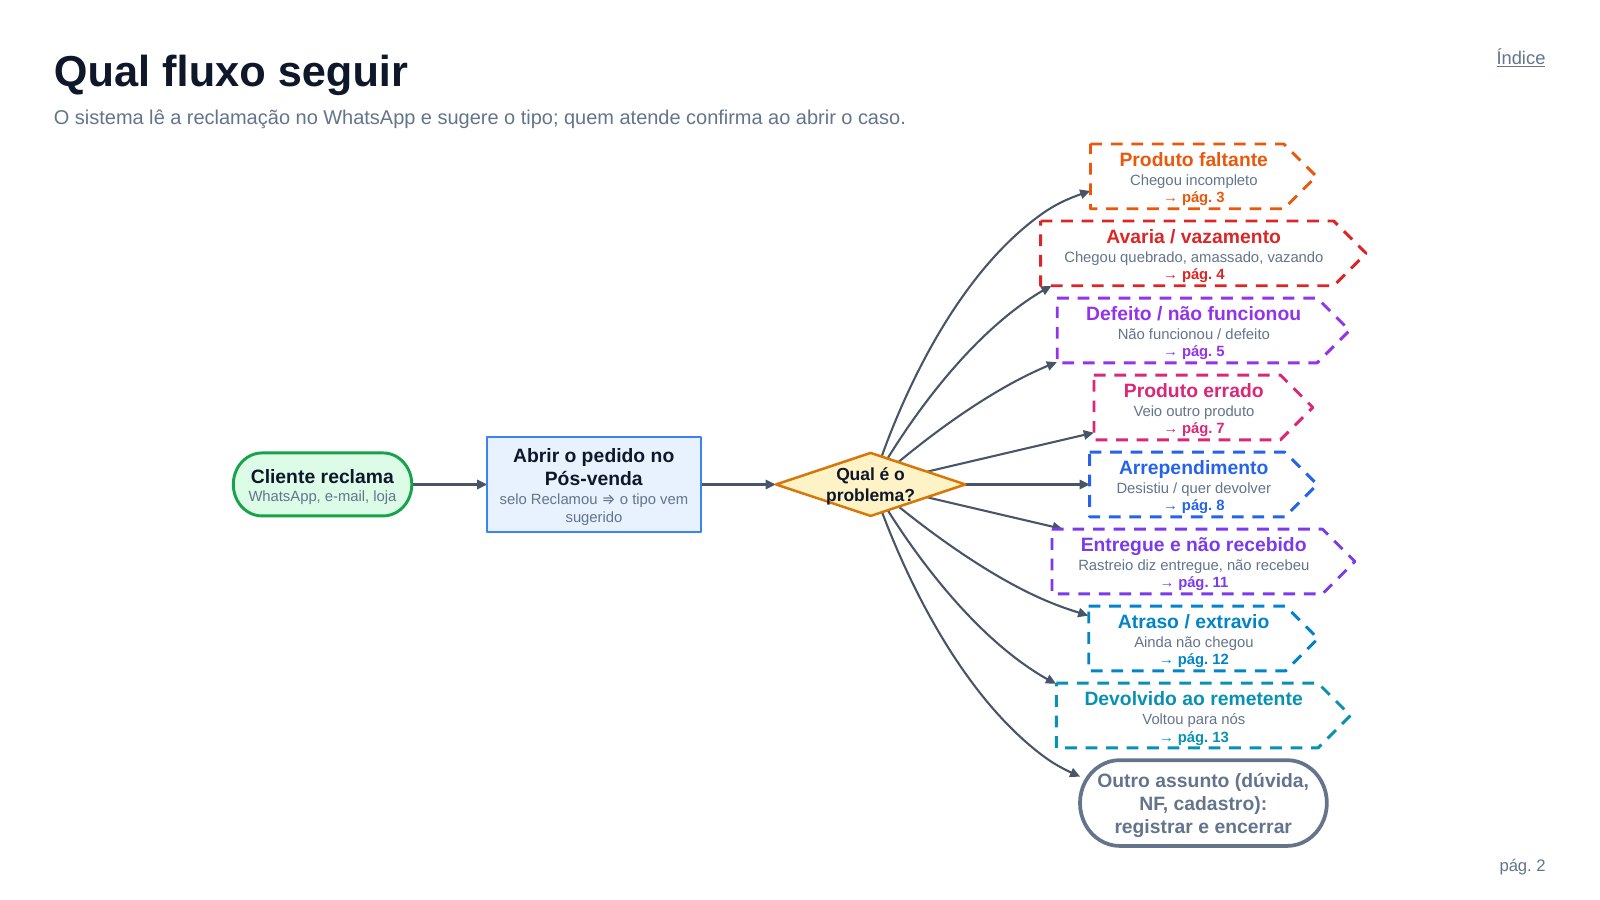 Qual fluxo seguir
Índice
O sistema lê a reclamação no WhatsApp e sugere o tipo; quem atende confirma ao abrir o caso.
Cliente reclama
WhatsApp, e-mail, loja
Abrir o pedido no
Pós-venda
selo Reclamou ⇒ o tipo vem
sugerido
Qual é o
problema?
Produto faltante
Chegou incompleto
→ pág. 3
Avaria / vazamento
Chegou quebrado, amassado, vazando
→ pág. 4
Defeito / não funcionou
Não funcionou / defeito
→ pág. 5
Produto errado
Veio outro produto
→ pág. 7
Arrependimento
Desistiu / quer devolver
→ pág. 8
Entregue e não recebido
Rastreio diz entregue, não recebeu
→ pág. 11
Atraso / extravio
Ainda não chegou
→ pág. 12
Devolvido ao remetente
Voltou para nós
→ pág. 13
Outro assunto (dúvida,
NF, cadastro):
registrar e encerrar
pág. 2